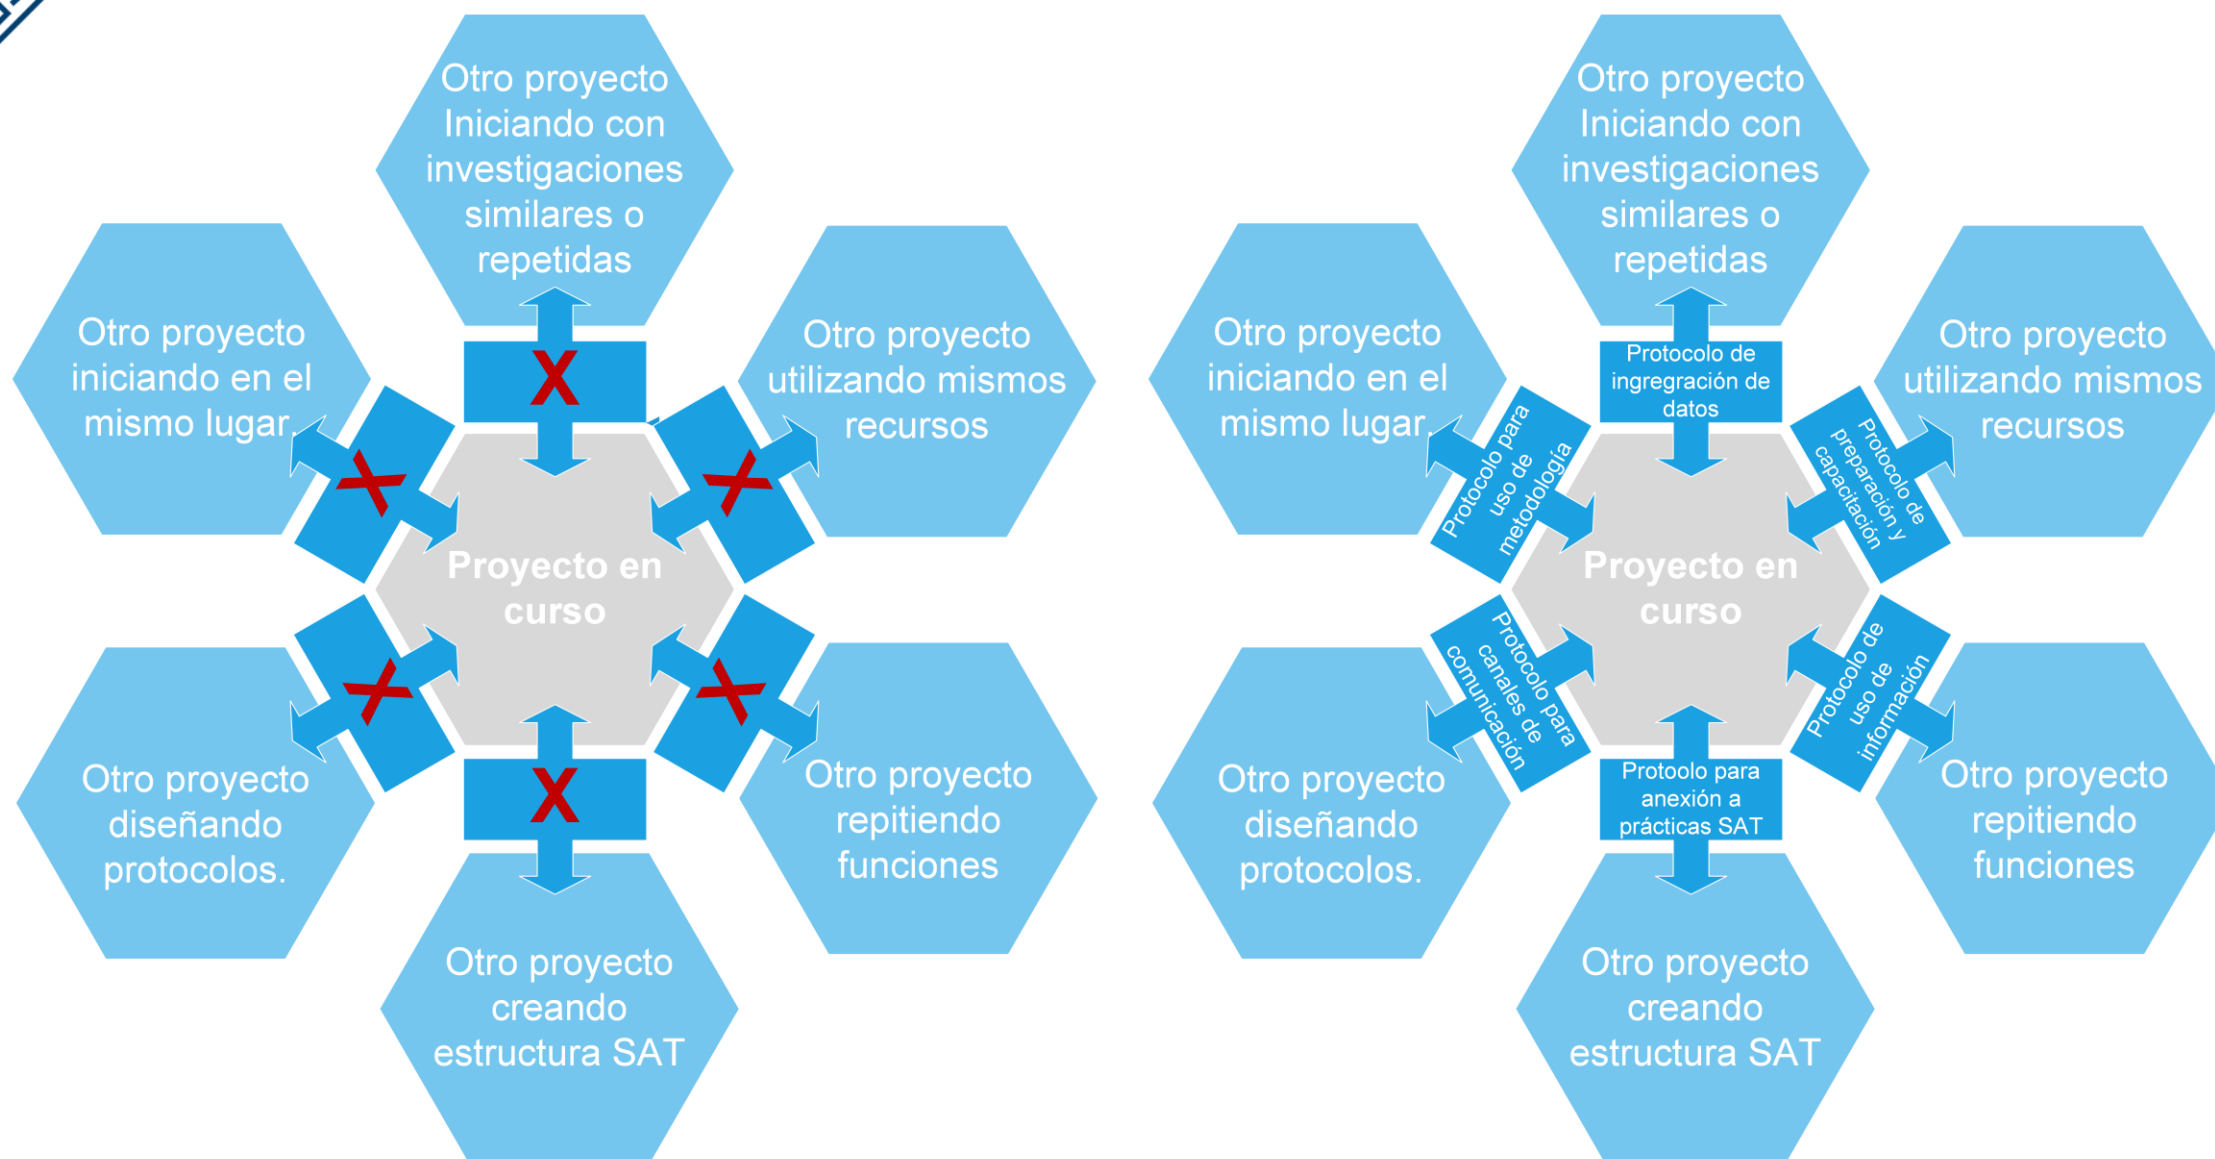 Otro proyecto
Iniciando con
investigaciones
similares o
repetidas
Otro proyecto
iniciando en el
mismo lugar.
X
Otro proyecto
utilizando mismos
recursos
X
X
Proyecto en
curso
X
X
Otro proyecto
diseñando
protocolos.
X
Otro proyecto
repitiendo
funciones
Otro proyecto
creando
estructura SAT
Otro proyecto
Iniciando con
investigaciones
similares o
repetidas
Otro proyecto
iniciando en el
mismo lugar.
Protocolo de
ingregración de
datos
Otro proyecto
utilizando mismos
recursos
Protocolo para
uso de
metodología
Protocolo de
preparación y
capacitación
Proyecto en
curso
Protocolo para
canales de
comunicación
Protocolo de
uso de
información
Otro proyecto
diseñando
protocolos.
Protoolo para
anexión a
prácticas SAT
Otro proyecto
repitiendo
funciones
Otro proyecto
creando
estructura SAT